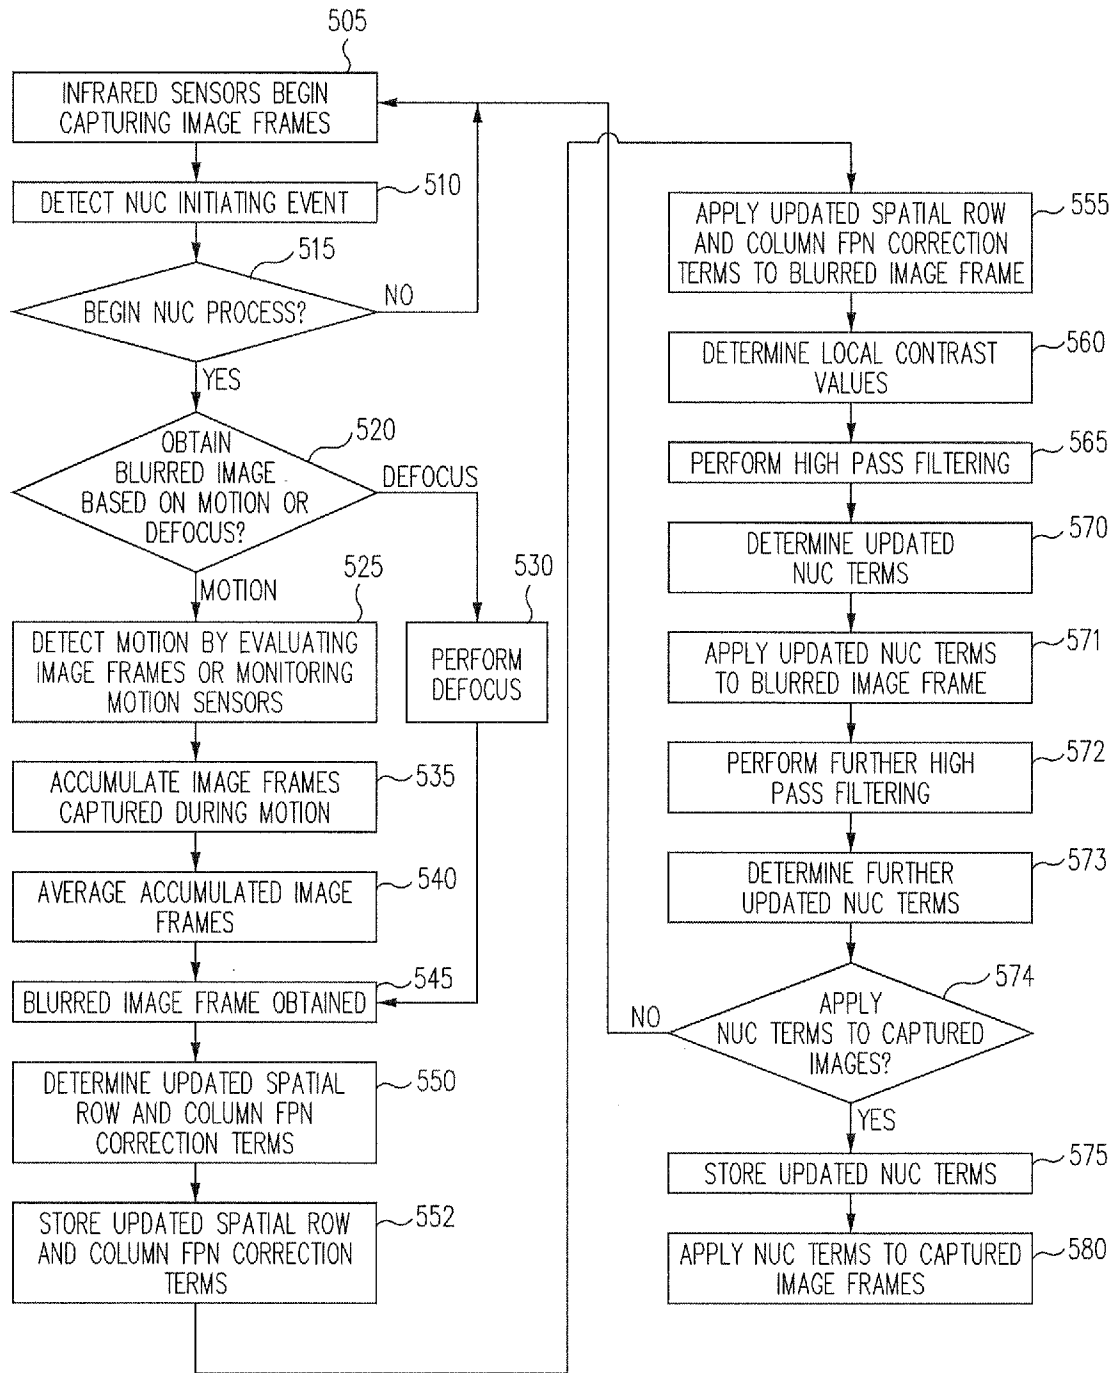 505
INFRARED SENSORS BEGIN
CAPTURING IMAGE FRAMES
510
DETECT NUC INITIATING EVENT
515
BEGIN NUC PROCESS?
NO
YES
520
OBTAIN
BLURRED IMAGE
BASED ON MOTION OR
DEFOCUS?
DEFOCUS
MOTION
525
DETECT MOTION BY EVALUATING
IMAGE FRAMES OR MONITORING
MOTION SENSORS
530
PERFORM
DEFOCUS
535
ACCUMULATE IMAGE FRAMES
CAPTURED DURING MOTION
540
AVERAGE ACCUMULATED IMAGE
FRAMES
545
BLURRED IMAGE FRAME OBTAINED
550
DETERMINE UPDATED SPATIAL
ROW AND COLUMN FPN
CORRECTION TERMS
552
STORE UPDATED SPATIAL ROW
AND COLUMN FPN CORRECTION
TERMS
555
APPLY UPDATED SPATIAL ROW
AND COLUMN FPN CORRECTION
TERMS TO BLURRED IMAGE FRAME
560
DETERMINE LOCAL CONTRAST
VALUES
565
PERFORM HIGH PASS FILTERING
570
DETERMINE UPDATED
NUC TERMS
571
APPLY UPDATED NUC TERMS
TO BLURRED IMAGE FRAME
572
PERFORM FURTHER HIGH
PASS FILTERING
573
DETERMINE FURTHER
UPDATED NUC TERMS
574
APPLY
NUC TERMS TO CAPTURED
IMAGES?
NO
YES
575
STORE UPDATED NUC TERMS
580
APPLY NUC TERMS TO CAPTURED
IMAGE FRAMES